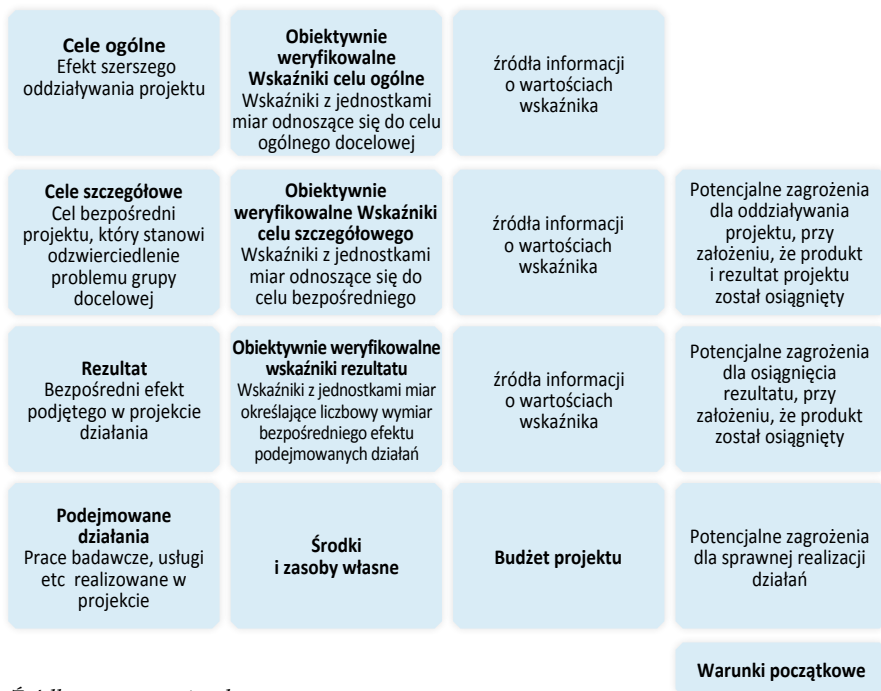 Cele ogólne
Efekt szerszego
oddziaływania projektu
Obiektywnie
weryfikowalne
Wskaźniki celu ogólne
Wskaźniki z jednostkami
miar odnoszące się do celu
ogólnego docelowej
źródła informacji
o wartościach
wskaźnika
Cele szczegółowe
Cel bezpośredni
projektu, który stanowi
odzwierciedlenie
problemu grupy
docelowej
Obiektywnie
weryfikowalne Wskaźniki
celu szczegółowego
Wskaźniki z jednostkami
miar odnoszące się do
celu bezpośredniego
źródła informacji
o wartościach
wskaźnika
Potencjalne zagrożenia
dla oddziaływania
projektu, przy
założeniu, że produkt
i rezultat projektu
został osiągnięty
Rezultat
Bezpośredni efekt
podjętego w projekcie
działania
Obiektywnie weryfikowalne
wskaźniki rezultatu
Wskaźniki z jednostkami miar
określające liczbowy wymiar
bezpośredniego efektu
podejmowanych działań
źródła informacji
o wartościach
wskaźnika
Potencjalne zagrożenia
dla osiągnięcia
rezultatu, przy
założeniu, że produkt
został osiągnięty
Podejmowane
działania
Prace badawcze, usługi
etc realizowane w
projekcie
Środki
i zasoby własne
Budżet projektu
Potencjalne zagrożenia
dla sprawnej realizacji
działań
Warunki początkowe